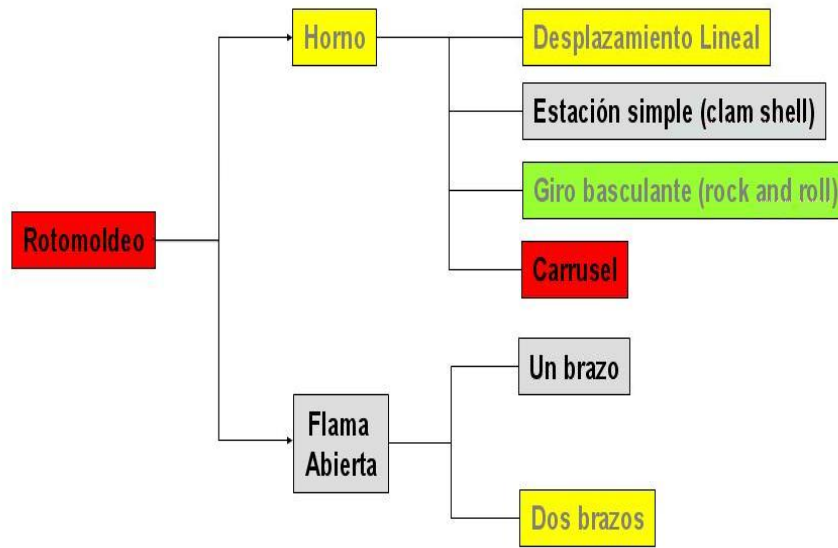 Rotomoldeo
Horno
Desplazamiento Lineal
Estación simple (clam shell)
Giro basculante (rock and roll)
Carrusel
Flama
Abierta
Un brazo
Dos brazos